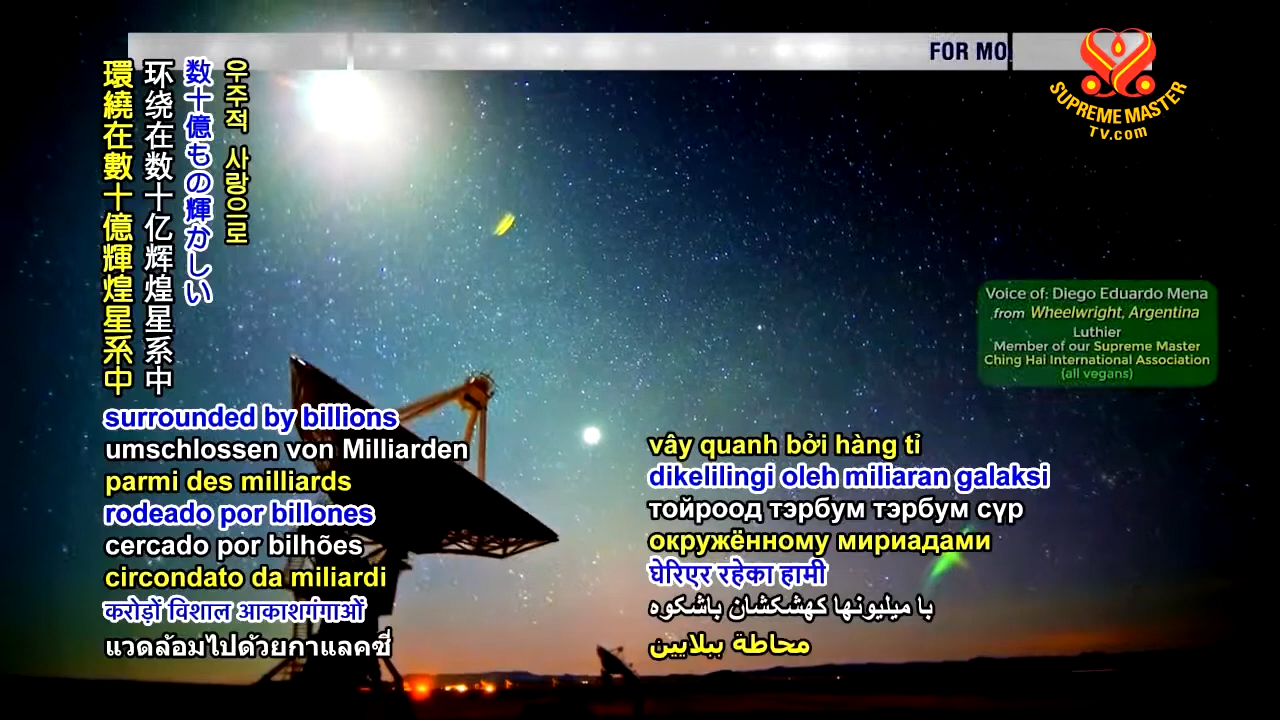 FOR MO
SUPREME MASTER
TV.com
우주적 사랑으로
数十億もの輝かしい
环绕在数十亿辉煌星系中
環繞在數十億輝煌星系中
Voice of: Diego Eduardo Mena
from Wheelwright, Argentina
Luthier
Member of our Supreme Master
Ching Hai International Association
(all vegans)
surrounded by billions
umschlossen von Milliarden
parmi des milliards
rodeado por billones
cercado por bilhões
circondato da miliardi
करोड़ों विशाल आकाशगंगाओं
แวดล้อมไปด้วยกาแลคซี่
vây quanh bởi hàng tỉ
dikelilingi oleh miliaran galaksi
тойроод тэрбум тэрбум сүр
окружённому мириадами
घेरिएर रहेका हामी
با میلیونها کهشکشان باشکوه
محاطة ببلايين